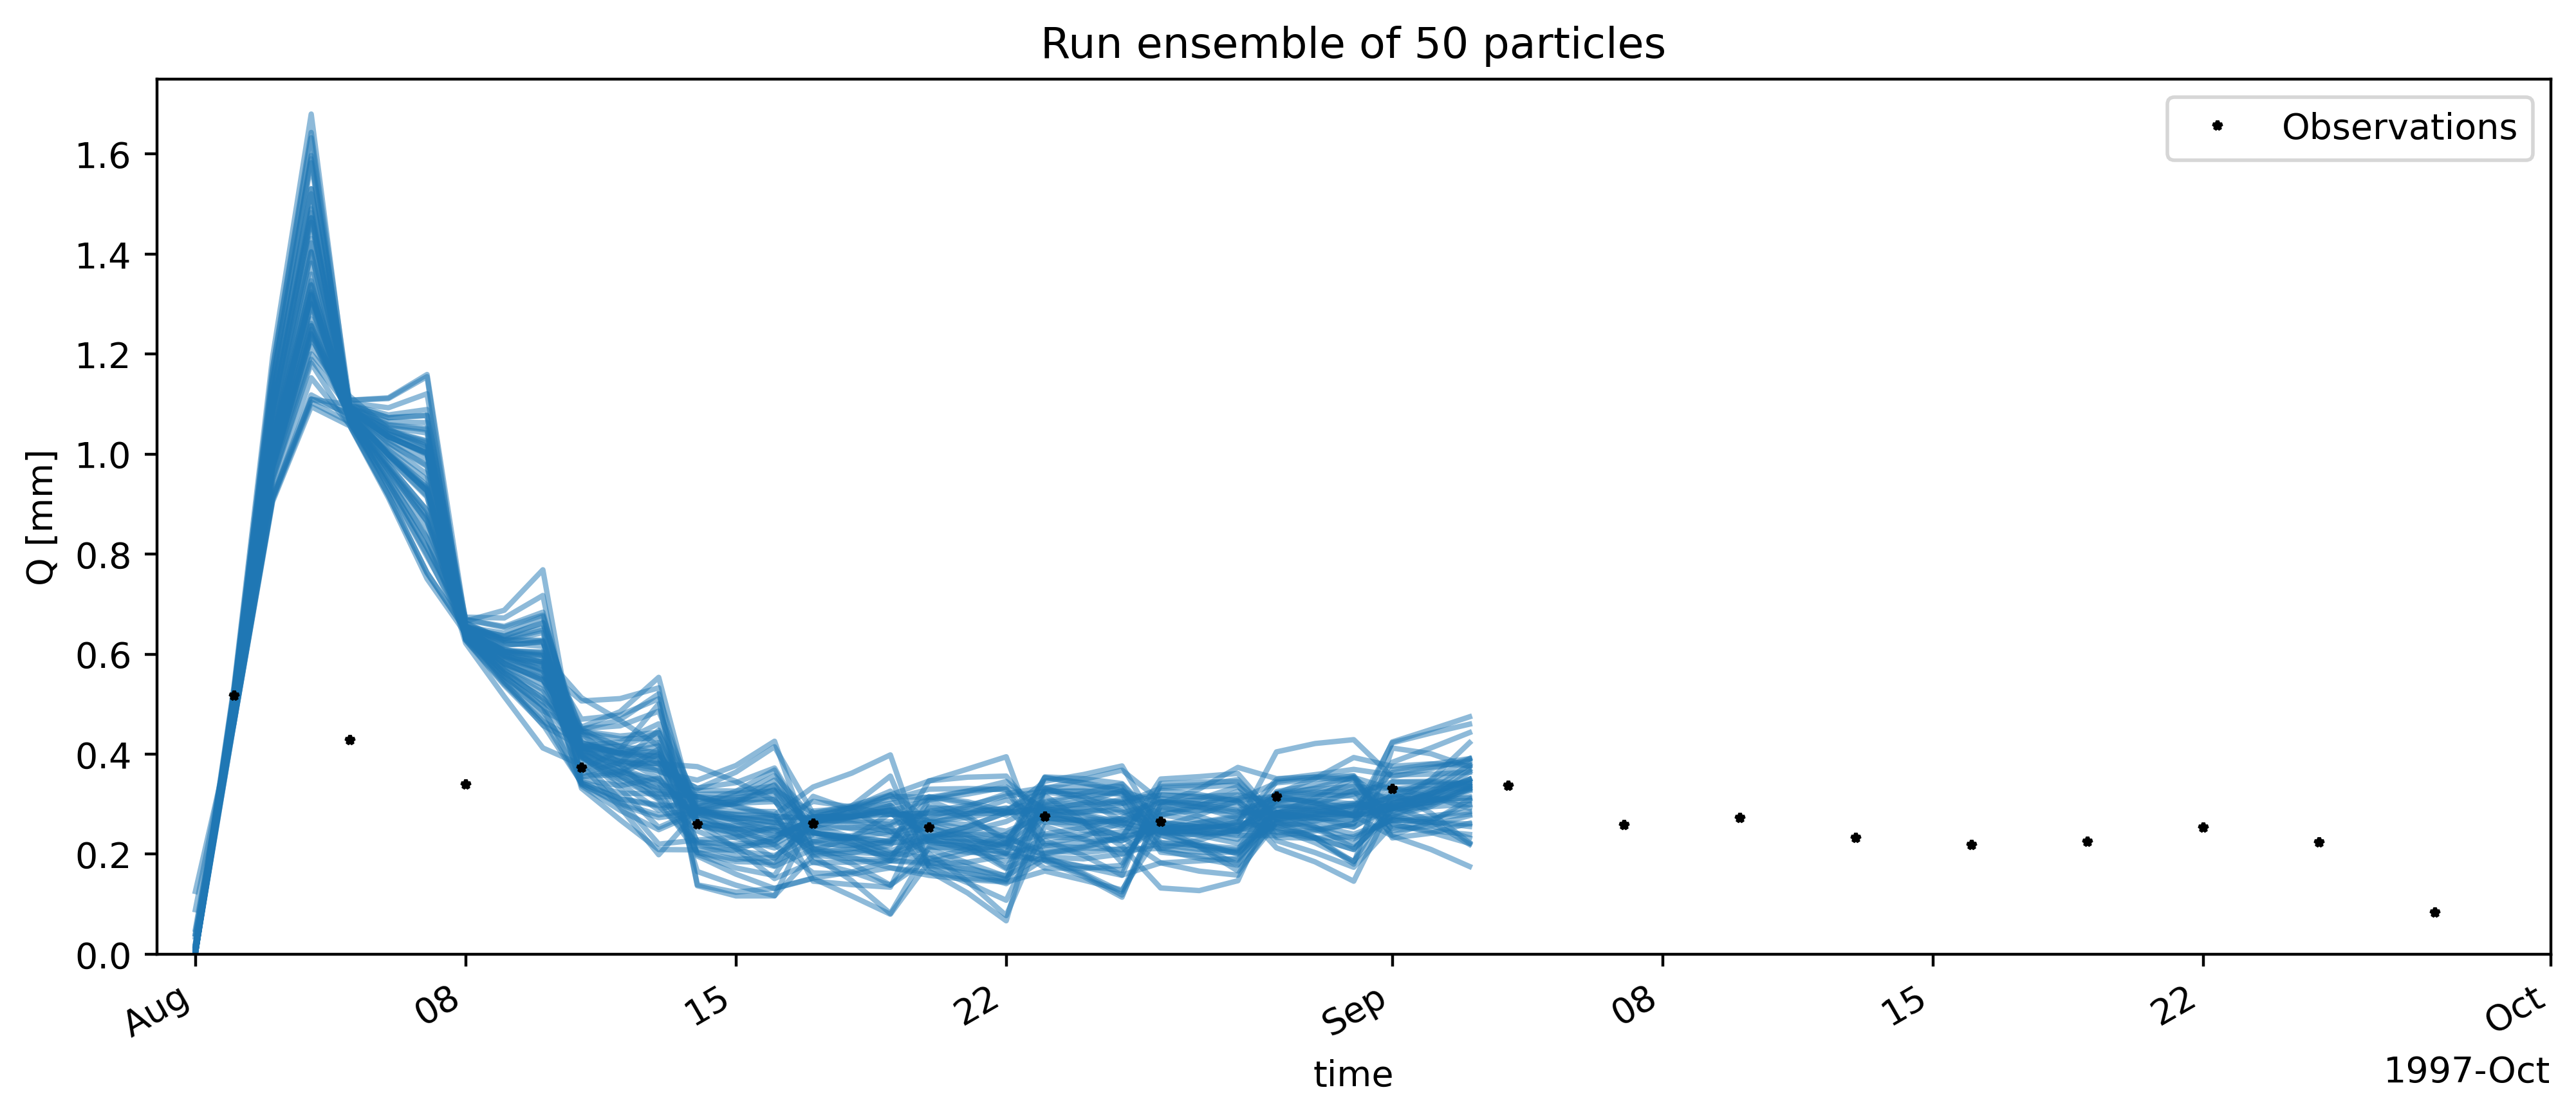 Run ensemble of 50 particles
Observations
Q [mm]
1.6
1.4
1.2
1.0
0.8
0.6
0.4
0.2
0.0
Aug 08 15 22 Sep 08 15 22 Oct
time
1997-Oct